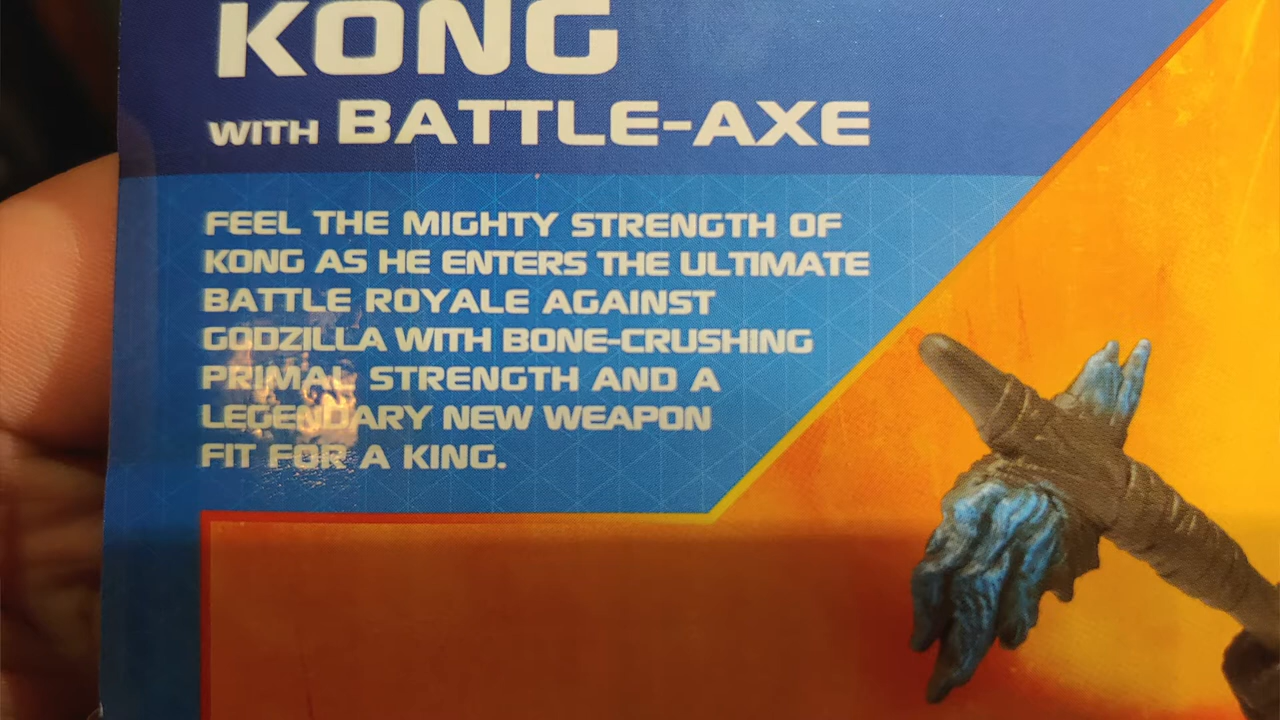 KONG
WITH BATTLE-AXE
FEEL THE MIGHTY STRENGTH OF
KONG AS HE ENTERS THE ULTIMATE
BATTLE ROYALE AGAINST
GODZILLA WITH BONE-CRUSHING
PRIMAL STRENGTH AND A
LEGENDARY NEW WEAPON
FIT FOR A KING.